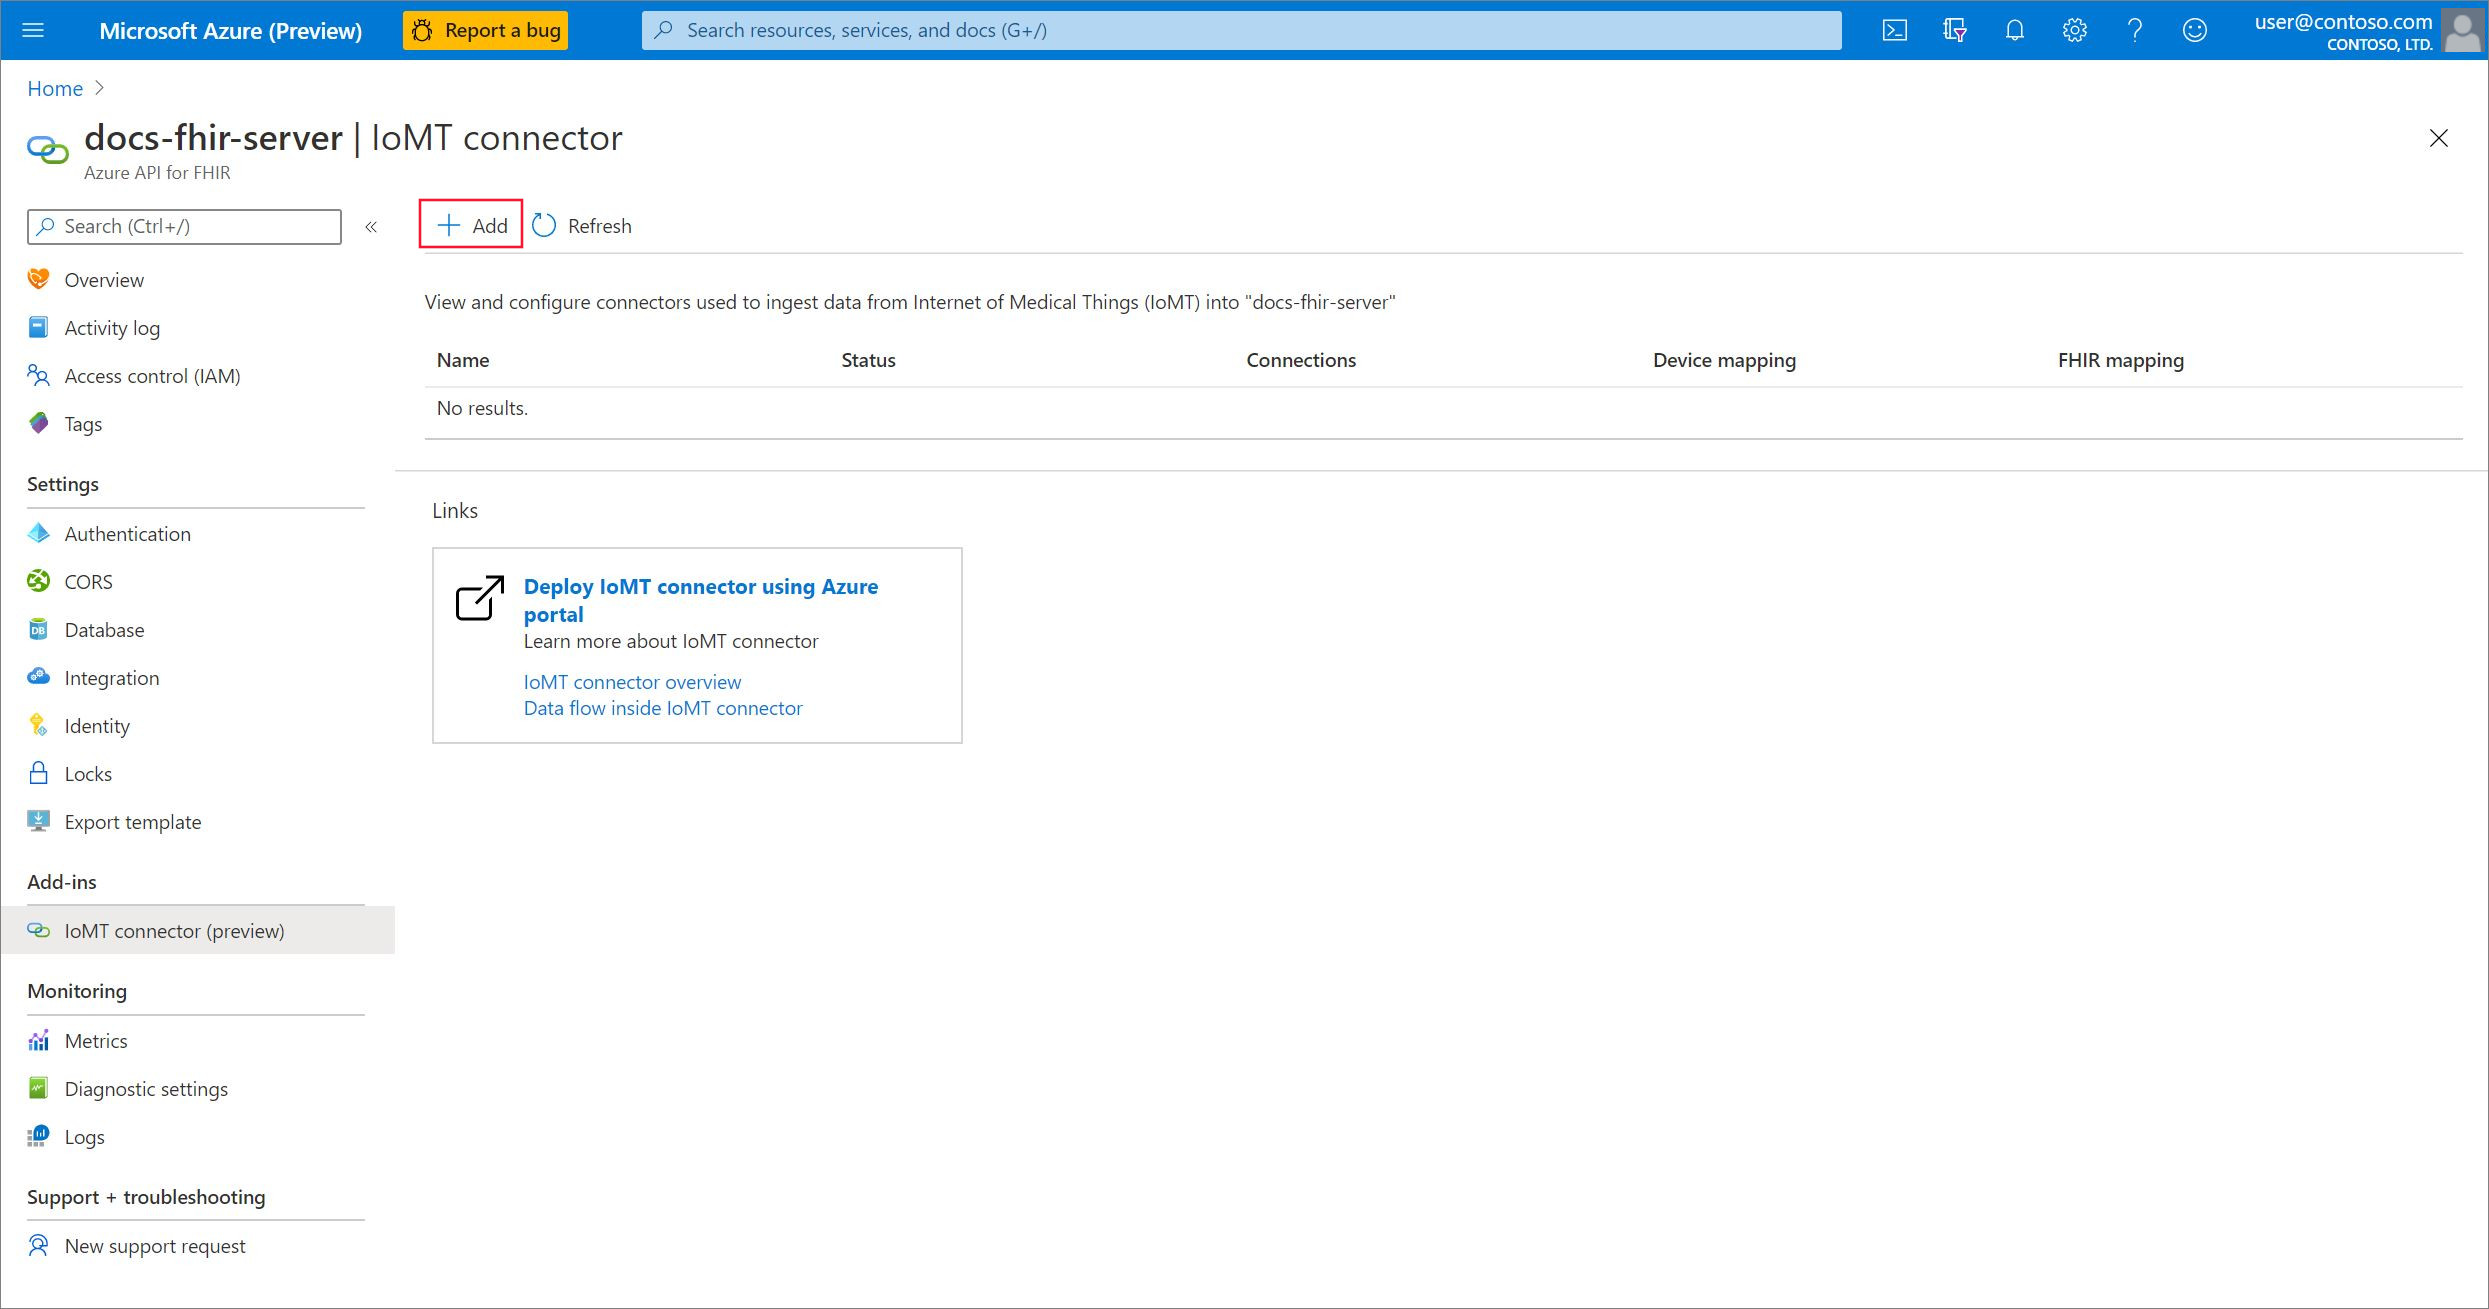 Microsoft Azure (Preview)
Report a bug
Search resources, services, and docs (G+/)
user@contoso.com
CONTOSO, LTD.
Home
docs-fhir-server | IoMT connector
Azure API for FHIR
Search (Ctrl+/)
«
Add
Refresh
Overview
Activity log
Access control (IAM)
Tags
Settings
Authentication
CORS
Database
Integration
Identity
Locks
Export template
Add-ins
IoMT connector (preview)
Monitoring
Metrics
Diagnostic settings
Logs
Support + troubleshooting
New support request
View and configure connectors used to ingest data from Internet of Medical Things (IoMT) into "docs-fhir-server"
Name Status Connections Device mapping FHIR mapping
No results.
Links
Deploy IoMT connector using Azure
portal
Learn more about IoMT connector
IoMT connector overview
Data flow inside IoMT connector